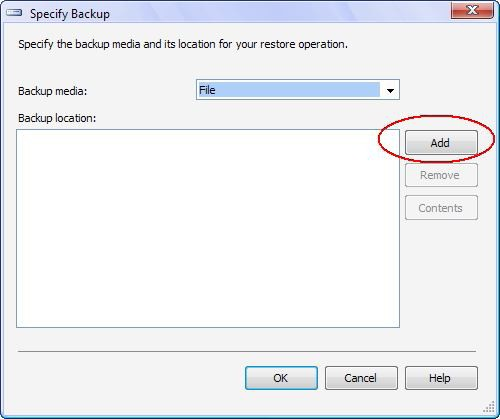 Specify Backup
Specify the backup media and its location for your restore operation.
Backup media:
File
Backup location:
Add
Remove
Contents
OK
Cancel
Help